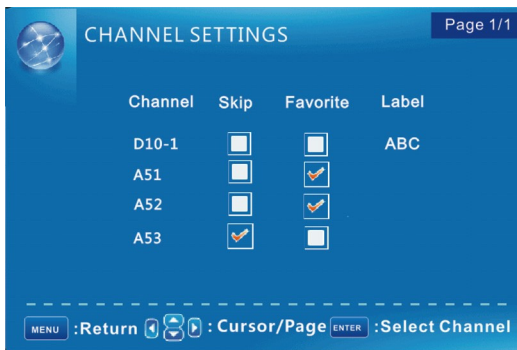 CHANNEL SETTINGS
Page 1/1
Channel Skip Favorite Label
D10-1 ABC
A51
A52
A53
MENU :Return : Cursor/Page ENTER :Select Channel